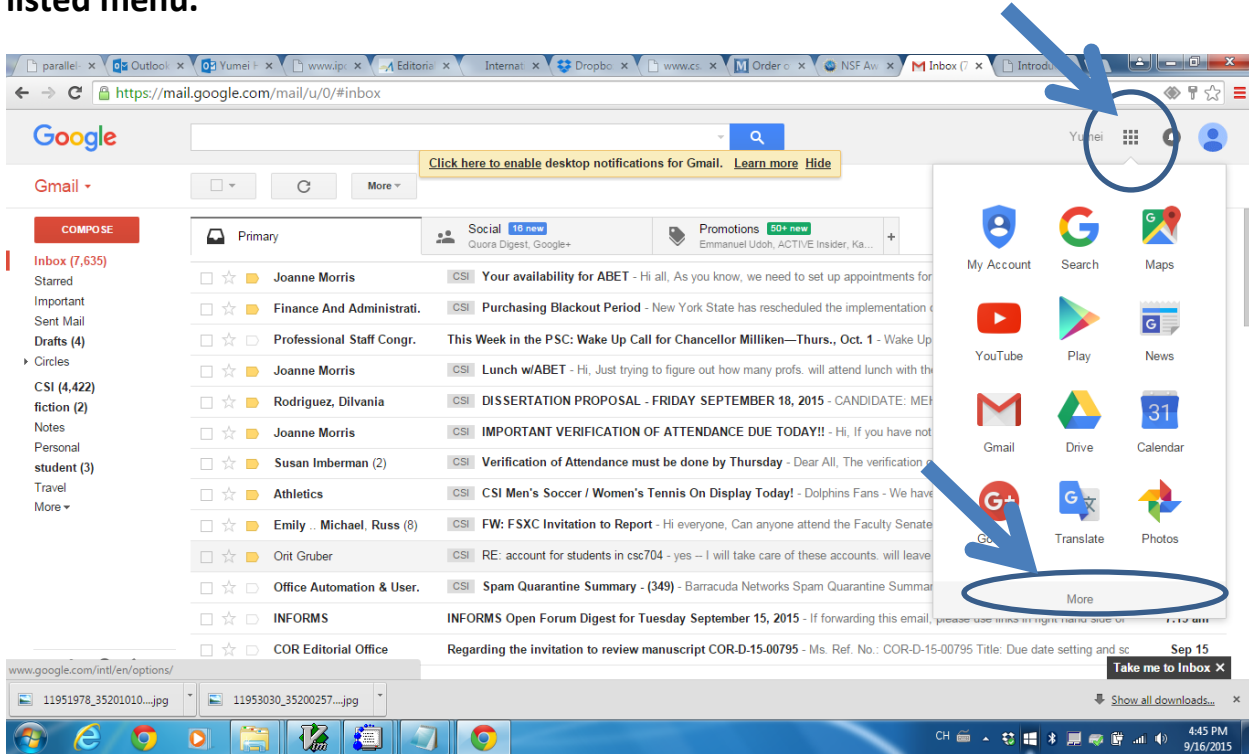 listed menu.
parallel- Outlook Yumei H www.ipc Editorial Internat Dropbo www.cs. Order o NSF Aw Inbox (7 Introdu
https://mail.google.com/mail/u/0/#inbox
Google
Click here to enable desktop notifications for Gmail. Learn more Hide
Gmail
More
COMPOSE
Primary
Social 16 new
Quora Digest, Google+
Promotions 50+ new
Emmanuel Udoh, ACTIVE Insider, Ka...
Inbox (7,635)
Starred
Important
Sent Mail
Drafts (4)
Circles
CSI (4,422)
fiction (2)
Notes
Personal
student (3)
Travel
More
Joanne Morris CSI Your availability for ABET - Hi all, As you know, we need to set up appointments for
Finance And Administrati. CSI Purchasing Blackout Period - New York State has rescheduled the implementation
Professional Staff Congr. This Week in the PSC: Wake Up Call for Chancellor Milliken—Thurs., Oct. 1 - Wake Up
Joanne Morris CSI Lunch w/ABET - Hi, Just trying to figure out how many profs. will attend lunch with
Rodriguez, Dilvania CSI DISSERTATION PROPOSAL - FRIDAY SEPTEMBER 18, 2015 - CANDIDATE:
Joanne Morris CSI IMPORTANT VERIFICATION OF ATTENDANCE DUE TODAY!! - Hi, If you have not
Susan Imberman (2) CSI Verification of Attendance must be done by Thursday - Dear All, The verification
Athletics CSI CSI Men's Soccer / Women's Tennis On Display Today! - Dolphins Fans - We have
Emily .. Michael, Russ (8) CSI FW: FSXC Invitation to Report - Hi everyone, Can anyone attend the Faculty Senate
Orit Gruber CSI RE: account for students in csc704 - yes -- I will take care of these accounts. will leave
Office Automation & User. CSI Spam Quarantine Summary - (349) - Barracuda Networks Spam Quarantine Summar
INFORMS INFORMS Open Forum Digest for Tuesday September 15, 2015 - If forwarding this email, please use links in right hand side of 7:15 am
COR Editorial Office Regarding the invitation to review manuscript COR-D-15-00795 - Ms. Ref. No.: COR-D-15-00795 Title: Due date setting and sc Sep 15
My Account Search Maps
YouTube Play News
31
Gmail Drive Calendar
G+
Translate Photos
More
www.google.com/intl/en/options/
Take me to Inbox X
11951978_35201010....jpg 11953030_35200257....jpg Show all downloads...
CH 4:45 PM
9/16/2015